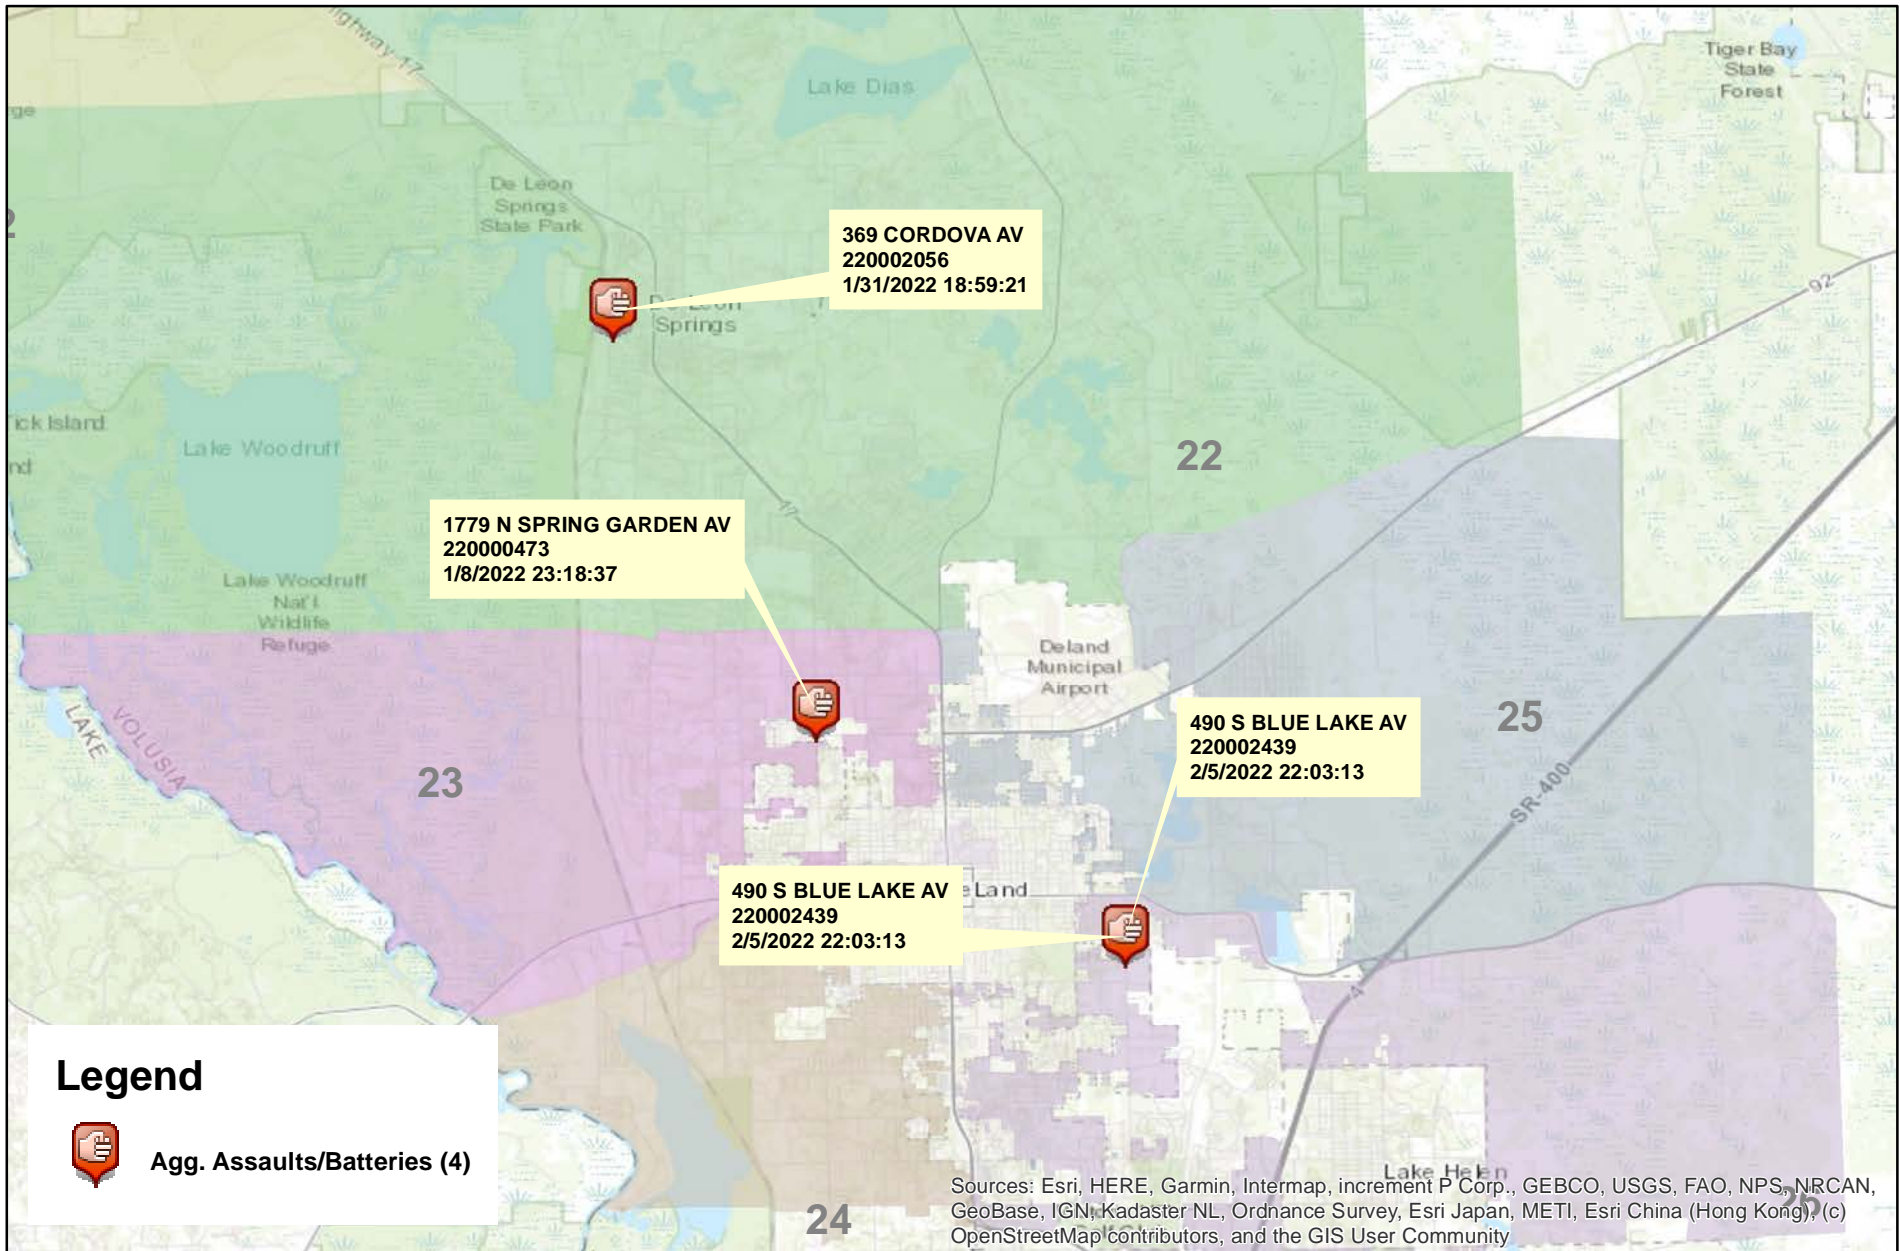 Highway 17
Lake Dias
Tiger Bay
State
Forest
De Leon
Springs
State Park
369 CORDOVA AV
220002056
1/31/2022 18:59:21
De Leon
Springs
92
Lake Woodruff
22
17
1779 N SPRING GARDEN AV
220000473
1/8/2022 23:18:37
Lake Woodruff
Nat'l
Wildlife
Refuge
Deland
Municipal
Airport
LAKE
VOLUSIA
23
490 S BLUE LAKE AV
220002439
2/5/2022 22:03:13
25
SR-400
490 S BLUE LAKE AV
220002439
2/5/2022 22:03:13
eLand
4
Legend
Agg. Assaults/Batteries (4)
Lake Helen
24
26
Sources: Esri, HERE, Garmin, Intermap, increment P Corp., GEBCO, USGS, FAO, NPS, NRCAN,
GeoBase, IGN, Kadaster NL, Ordnance Survey, Esri Japan, METI, Esri China (Hong Kong), (c)
OpenStreetMap contributors, and the GIS User Community